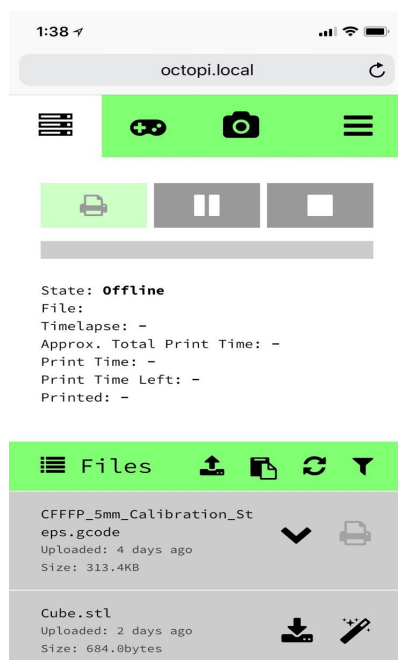 1:38
octopi.local
State: Offline
File:
Timelapse: –
Approx. Total Print Time: –
Print Time: –
Print Time Left: –
Printed: –
Files
CFFFP_5mm_Calibration_St
eps.gcode
Uploaded: 4 days ago
Size: 313.4KB
Cube.stl
Uploaded: 2 days ago
Size: 684.0bytes